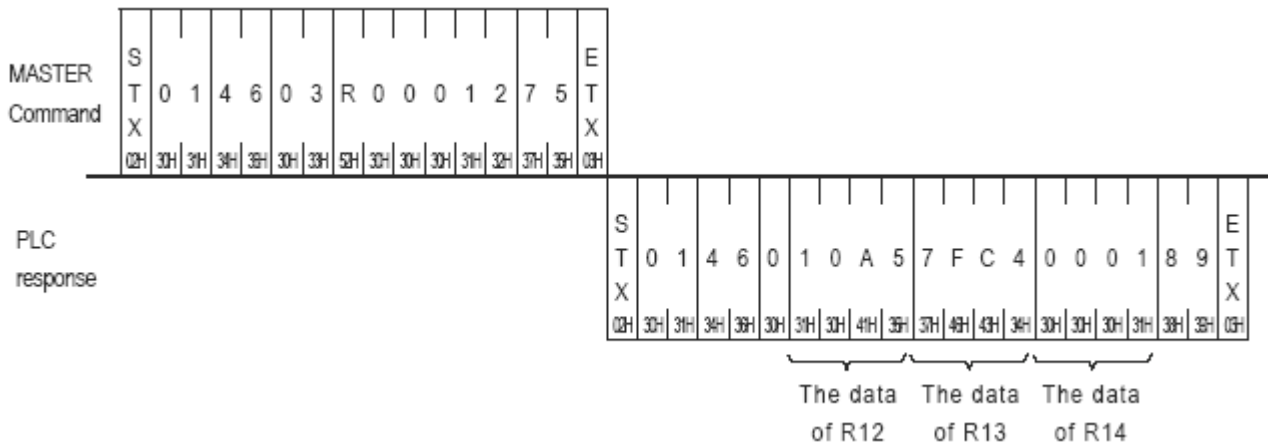 MASTER
Command
STX 0 1 4 6 0 3 R 0 0 0 1 2 7 5 ETX
02H 30H 31H 34H 36H 30H 33H 52H 30H 30H 30H 31H 32H 37H 35H 03H
PLC
response
STX 0 1 4 6 0 1 0 A 5 7 F C 4 0 0 0 1 8 9 ETX
02H 30H 31H 34H 36H 30H 31H 30H 41H 35H 37H 46H 43H 34H 30H 30H 30H 31H 38H 39H 03H
The data The data The data
of R12 of R13 of R14